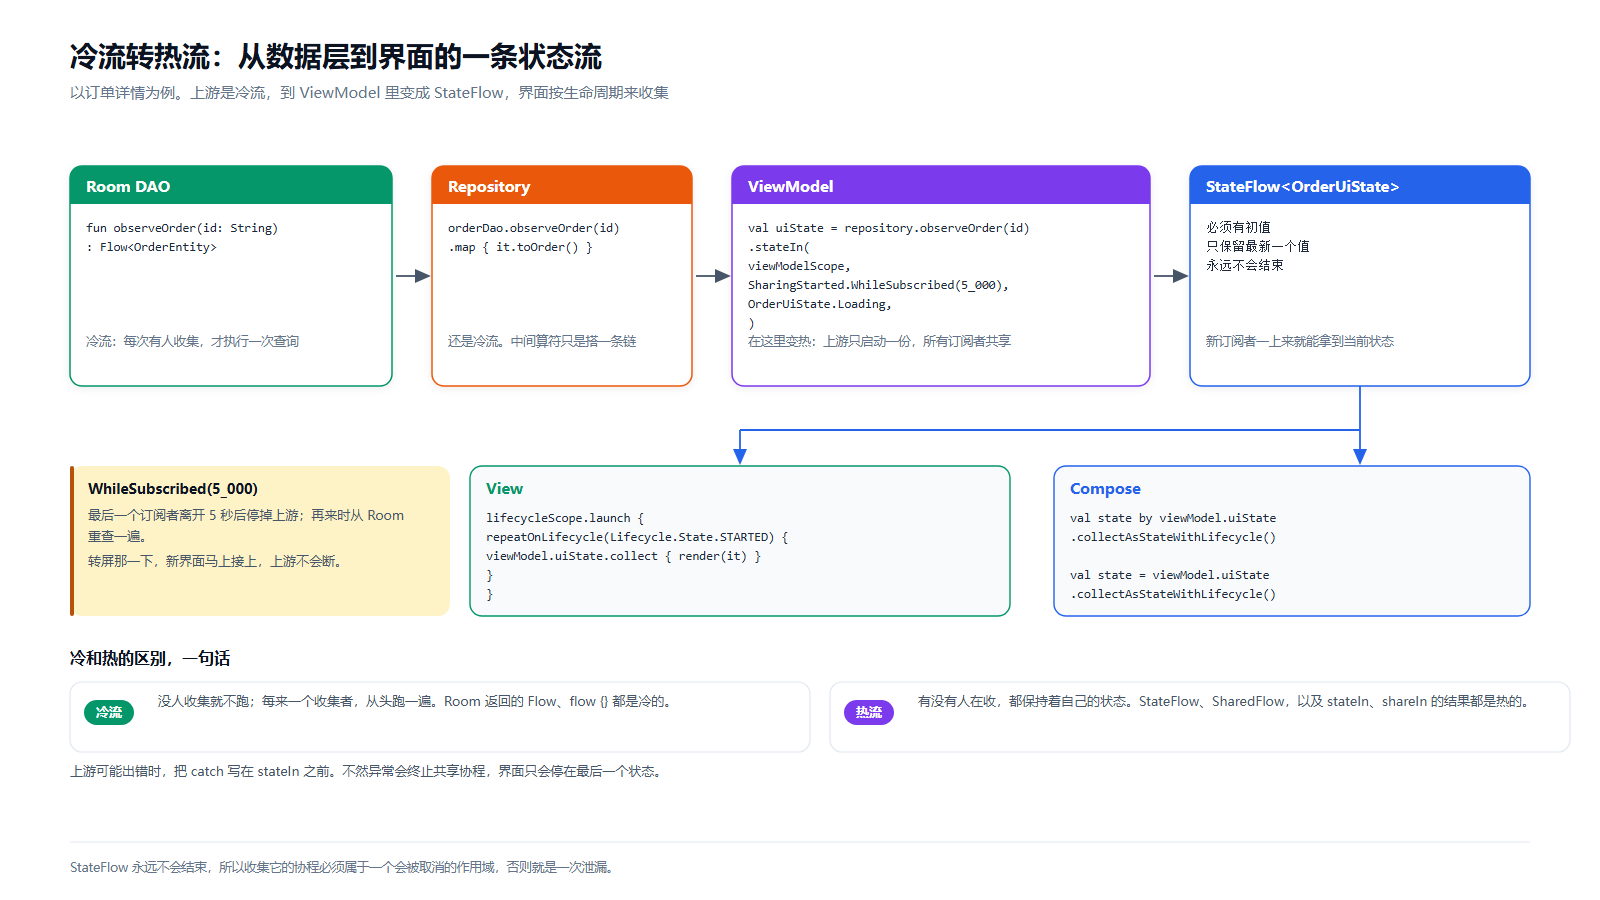 冷流转热流：从数据层到界面的一条状态流
以订单详情为例。上游是冷流，到 ViewModel 里变成 StateFlow，界面按生命周期来收集
Room DAO
fun observeOrder(id: String)
: Flow<OrderEntity>
冷流：每次有人收集，才执行一次查询
Repository
orderDao.observeOrder(id)
.map { it.toOrder() }
还是冷流。中间算符只是搭一条链
ViewModel
val uiState = repository.observeOrder(id)
.stateIn(
viewModelScope,
SharingStarted.WhileSubscribed(5_000),
OrderUiState.Loading,
)
在这里变热：上游只启动一份，所有订阅者共享
StateFlow<OrderUiState>
必须有初值
只保留最新一个值
永远不会结束
新订阅者一上来就能拿到当前状态
WhileSubscribed(5_000)
最后一个订阅者离开 5 秒后停掉上游；再来时从 Room
重查一遍。
转屏那一下，新界面马上接上，上游不会断。
View
lifecycleScope.launch {
repeatOnLifecycle(Lifecycle.State.STARTED) {
viewModel.uiState.collect { render(it) }
}
}
Compose
val state by viewModel.uiState
.collectAsStateWithLifecycle()
val state = viewModel.uiState
.collectAsStateWithLifecycle()
冷和热的区别，一句话
冷流
没人收集就不跑；每来一个收集者，从头跑一遍。Room 返回的 Flow、flow {} 都是冷的。
热流
有没有人在收，都保持着自己的状态。StateFlow、SharedFlow，以及 stateIn、shareIn 的结果都是热的。
上游可能出错时，把 catch 写在 stateIn 之前。不然异常会终止共享协程，界面只会停在最后一个状态。
StateFlow 永远不会结束，所以收集它的协程必须属于一个会被取消的作用域，否则就是一次泄漏。